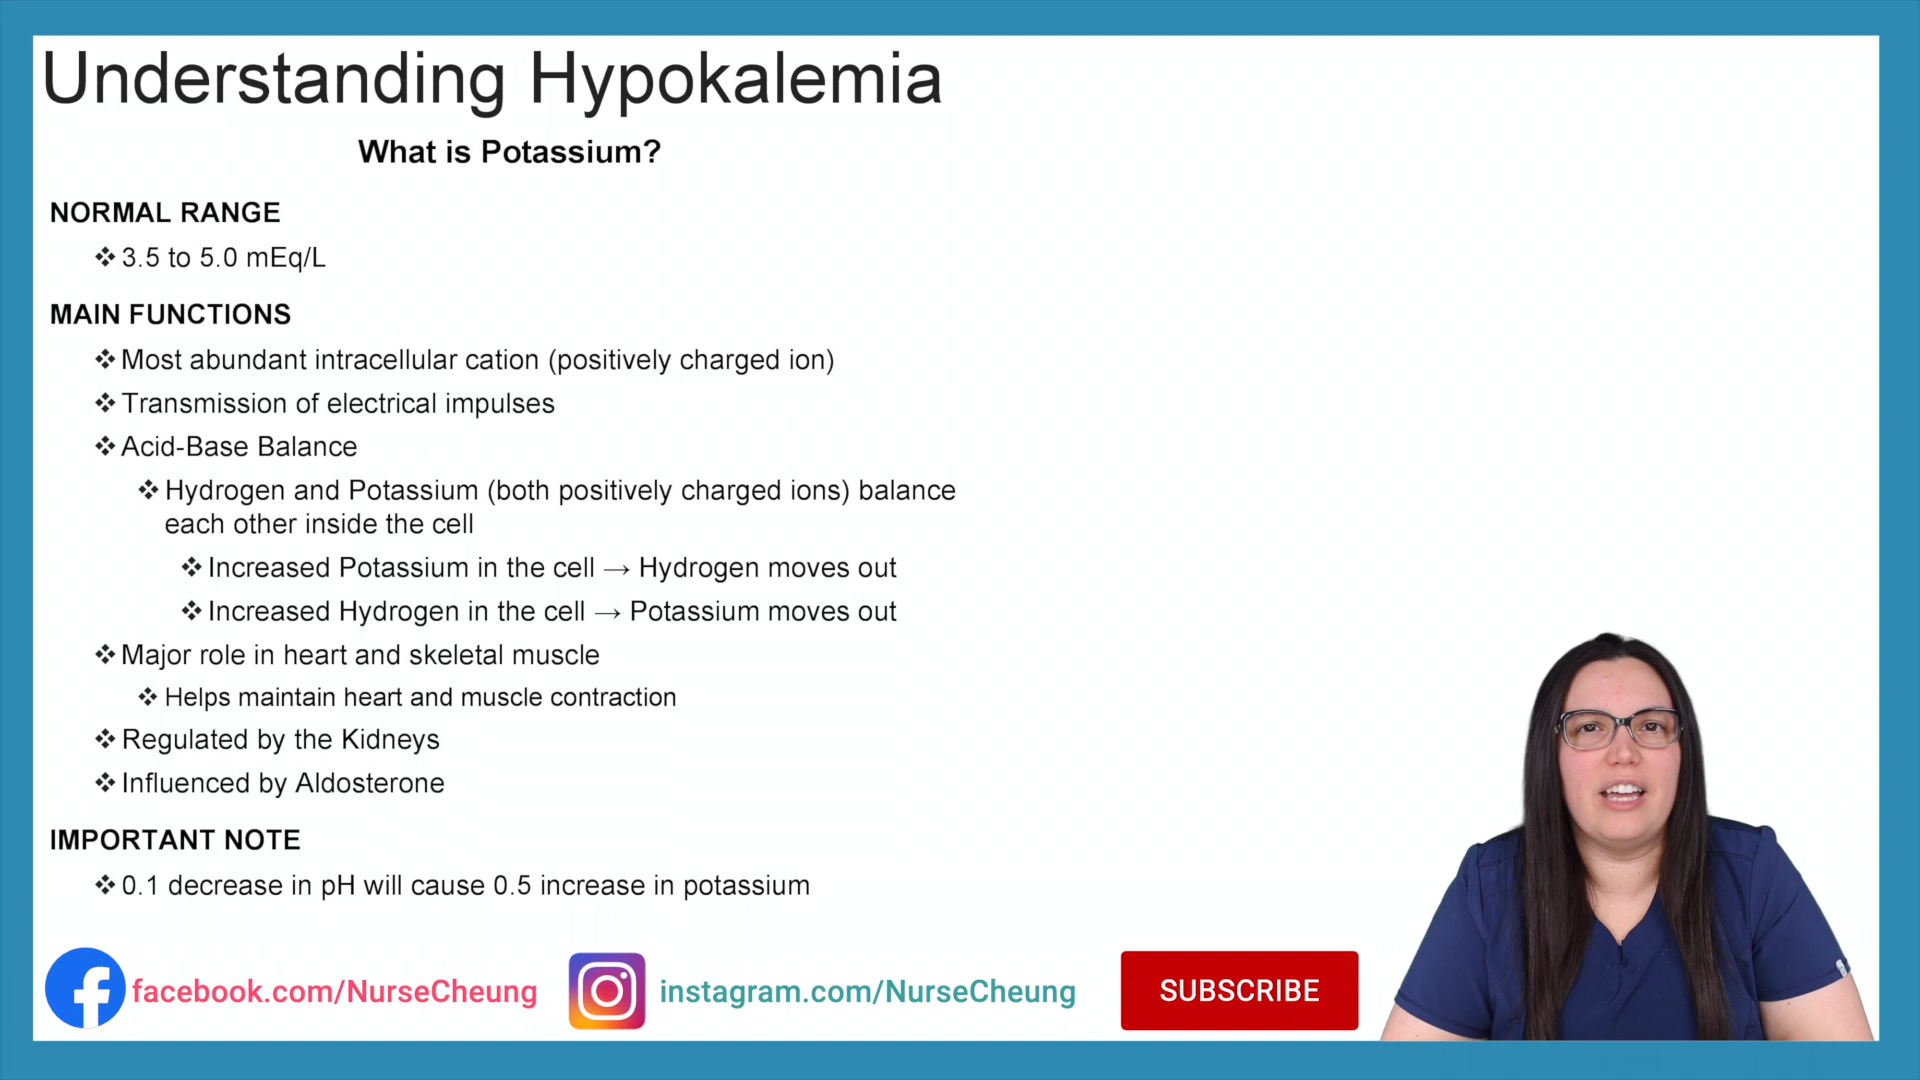 Understanding Hypokalemia
What is Potassium?
NORMAL RANGE
❖ 3.5 to 5.0 mEq/L
MAIN FUNCTIONS
❖ Most abundant intracellular cation (positively charged ion)
❖ Transmission of electrical impulses
❖ Acid-Base Balance
❖ Hydrogen and Potassium (both positively charged ions) balance
each other inside the cell
❖ Increased Potassium in the cell → Hydrogen moves out
❖ Increased Hydrogen in the cell → Potassium moves out
❖ Major role in heart and skeletal muscle
❖ Helps maintain heart and muscle contraction
❖ Regulated by the Kidneys
❖ Influenced by Aldosterone
IMPORTANT NOTE
❖ 0.1 decrease in pH will cause 0.5 increase in potassium
facebook.com/NurseCheung
instagram.com/NurseCheung
SUBSCRIBE